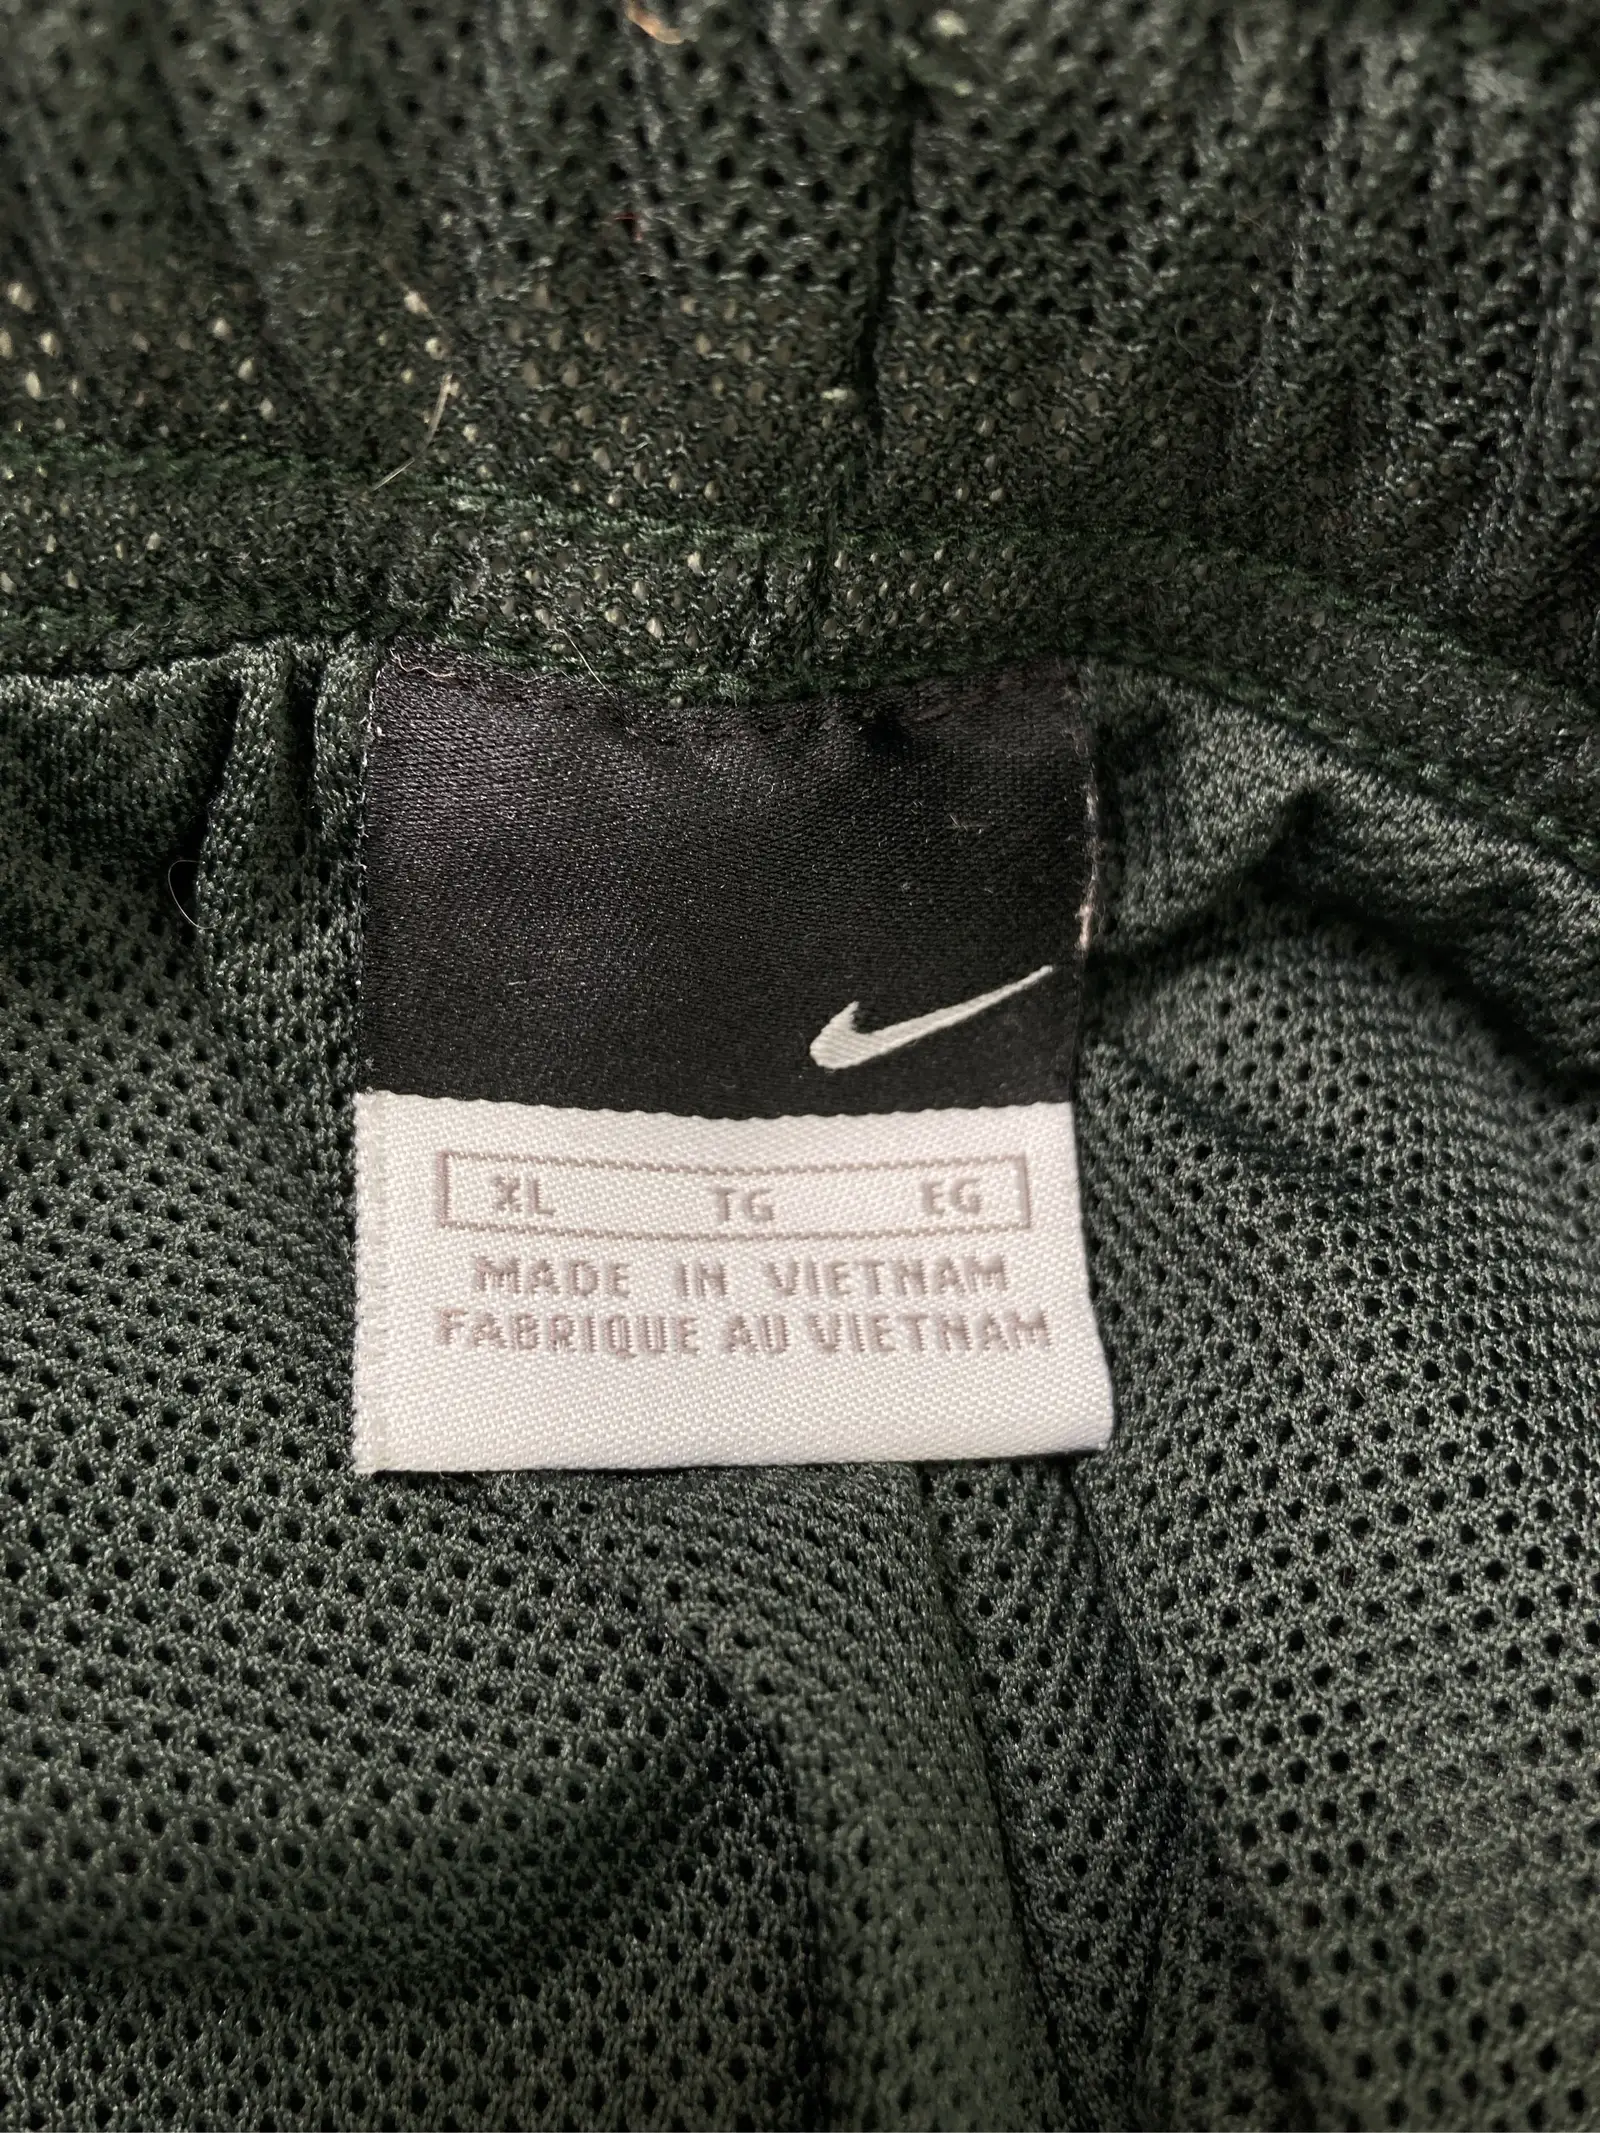 XL TG EG
MADE IN VIETNAM
FABRIQUE AU VIETNAM